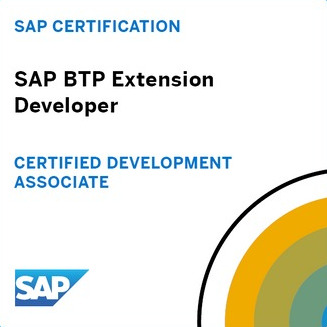 SAP CERTIFICATION
SAP BTP Extension
Developer
CERTIFIED DEVELOPMENT
ASSOCIATE
SAP